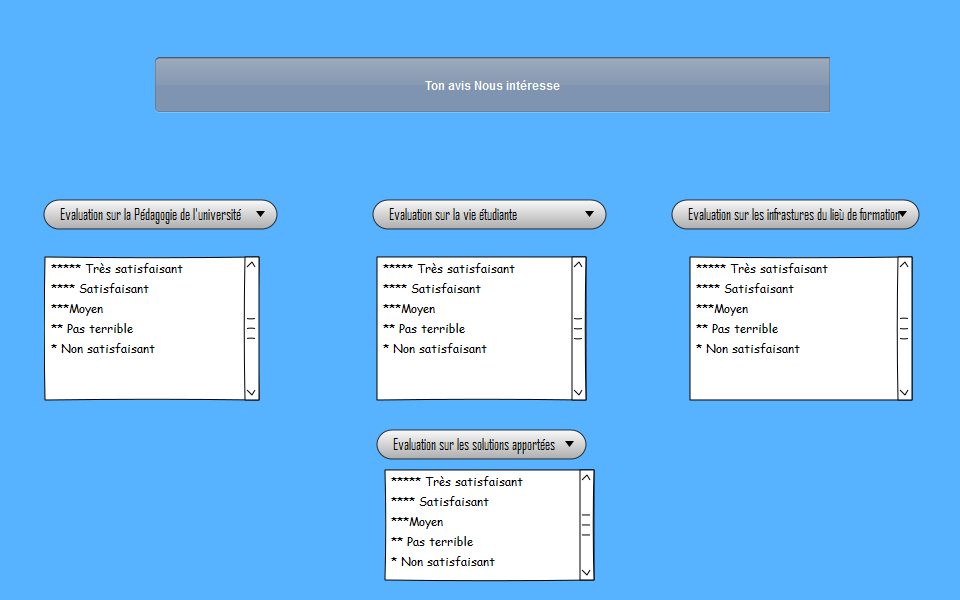 Ton avis Nous intéresse
Evaluation sur la Pédagogie de l'université
Evaluation sur la vie étudiante
Evaluation sur les infrastures du lieù de formation
***** Très satisfaisant
**** Satisfaisant
***Moyen
** Pas terrible
* Non satisfaisant
***** Très satisfaisant
**** Satisfaisant
***Moyen
** Pas terrible
* Non satisfaisant
***** Très satisfaisant
**** Satisfaisant
***Moyen
** Pas terrible
* Non satisfaisant
Evaluation sur les solutions apportées
***** Très satisfaisant
**** Satisfaisant
***Moyen
** Pas terrible
* Non satisfaisant